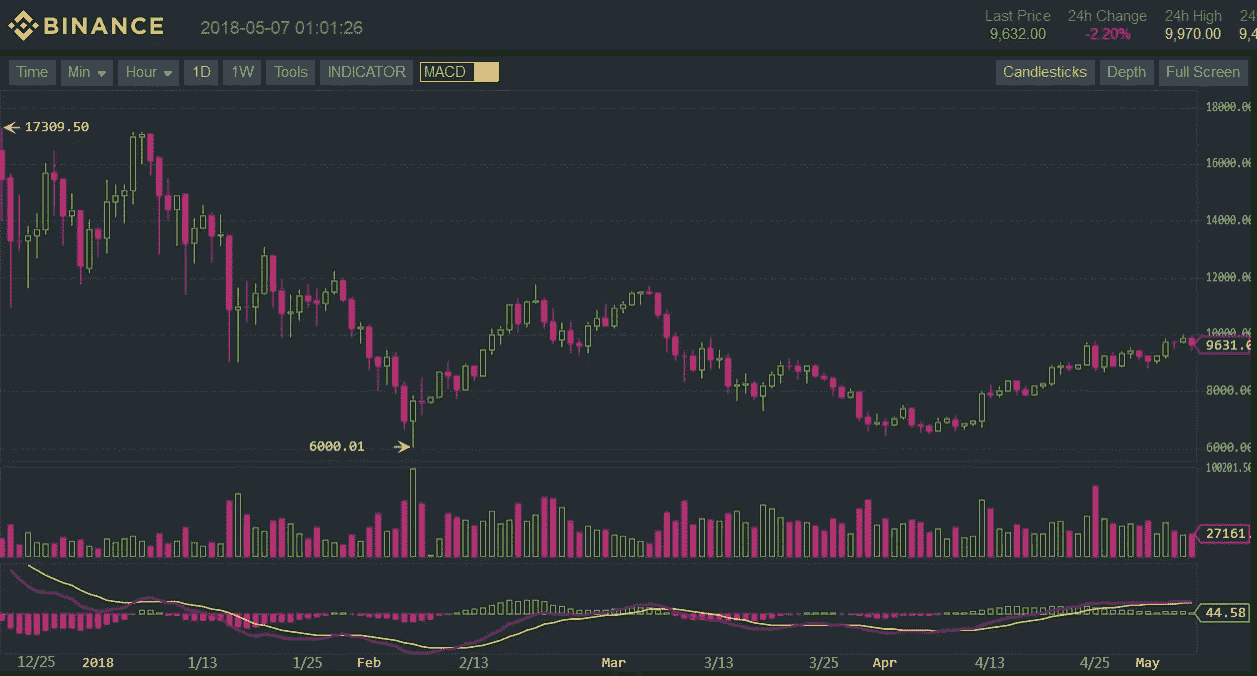 BINANCE 2018-05-07 01:01:26
Last Price 24h Change 24h High 24
9,632.00 -2.20% 9,970.00 9,4
Time Min Hour 1D 1W Tools INDICATOR MACD Candlesticks Depth Full Screen
18000.00
17309.50
16000.00
14000.00
12000.00
10000.00
9631.0
8000.00
6000.01
6000.00
100201.50
27161.
44.58
12/25 2018 1/13 1/25 Feb 2/13 Mar 3/13 3/25 Apr 4/13 4/25 May